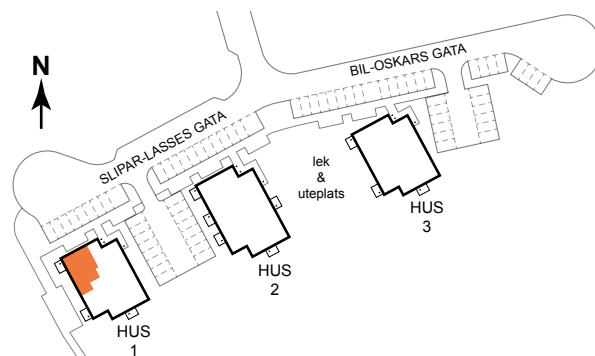 N
BIL-OSKARS GATA
SLIPAR-LASSES GATA
lek
&
uteplats
HUS
3
HUS
2
HUS
1